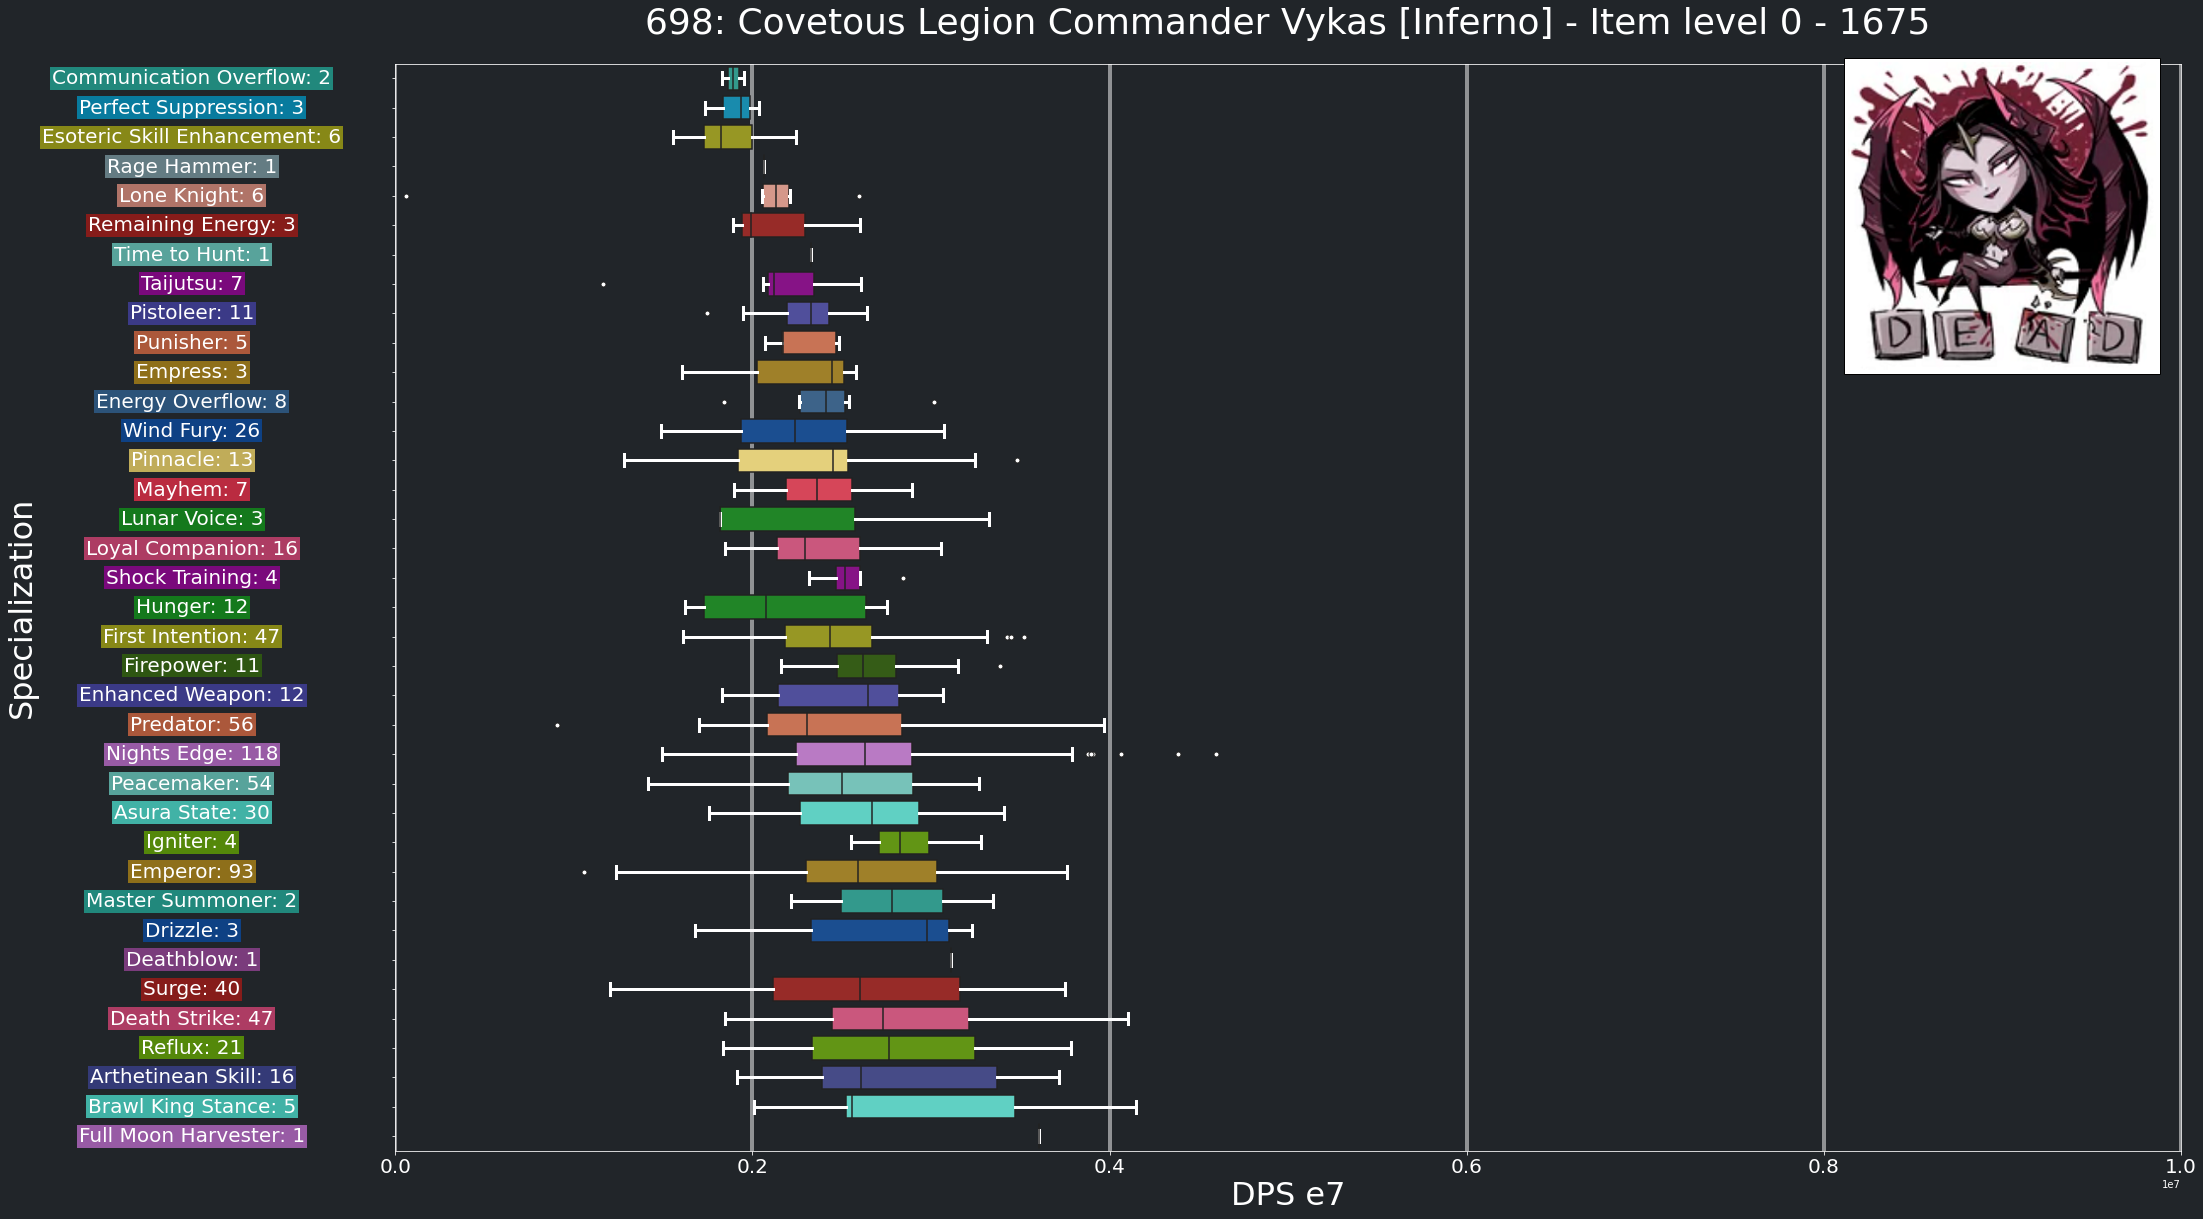 698: Covetous Legion Commander Vykas [Inferno] - Item level 0 - 1675
Communication Overflow: 2
Perfect Suppression: 3
Esoteric Skill Enhancement: 6
Rage Hammer: 1
Lone Knight: 6
Remaining Energy: 3
Time to Hunt: 1
Taijutsu: 7
Pistoleer: 11
Punisher: 5
Empress: 3
Energy Overflow: 8
Wind Fury: 26
Pinnacle: 13
Mayhem: 7
Lunar Voice: 3
Loyal Companion: 16
Shock Training: 4
Hunger: 12
First Intention: 47
Firepower: 11
Enhanced Weapon: 12
Predator: 56
Nights Edge: 118
Peacemaker: 54
Asura State: 30
Igniter: 4
Emperor: 93
Master Summoner: 2
Drizzle: 3
Deathblow: 1
Surge: 40
Death Strike: 47
Reflux: 21
Arthetinean Skill: 16
Brawl King Stance: 5
Full Moon Harvester: 1
Specialization
DEAD
0.0 0.2 0.4 0.6 0.8 1.0
1e7
DPS e7